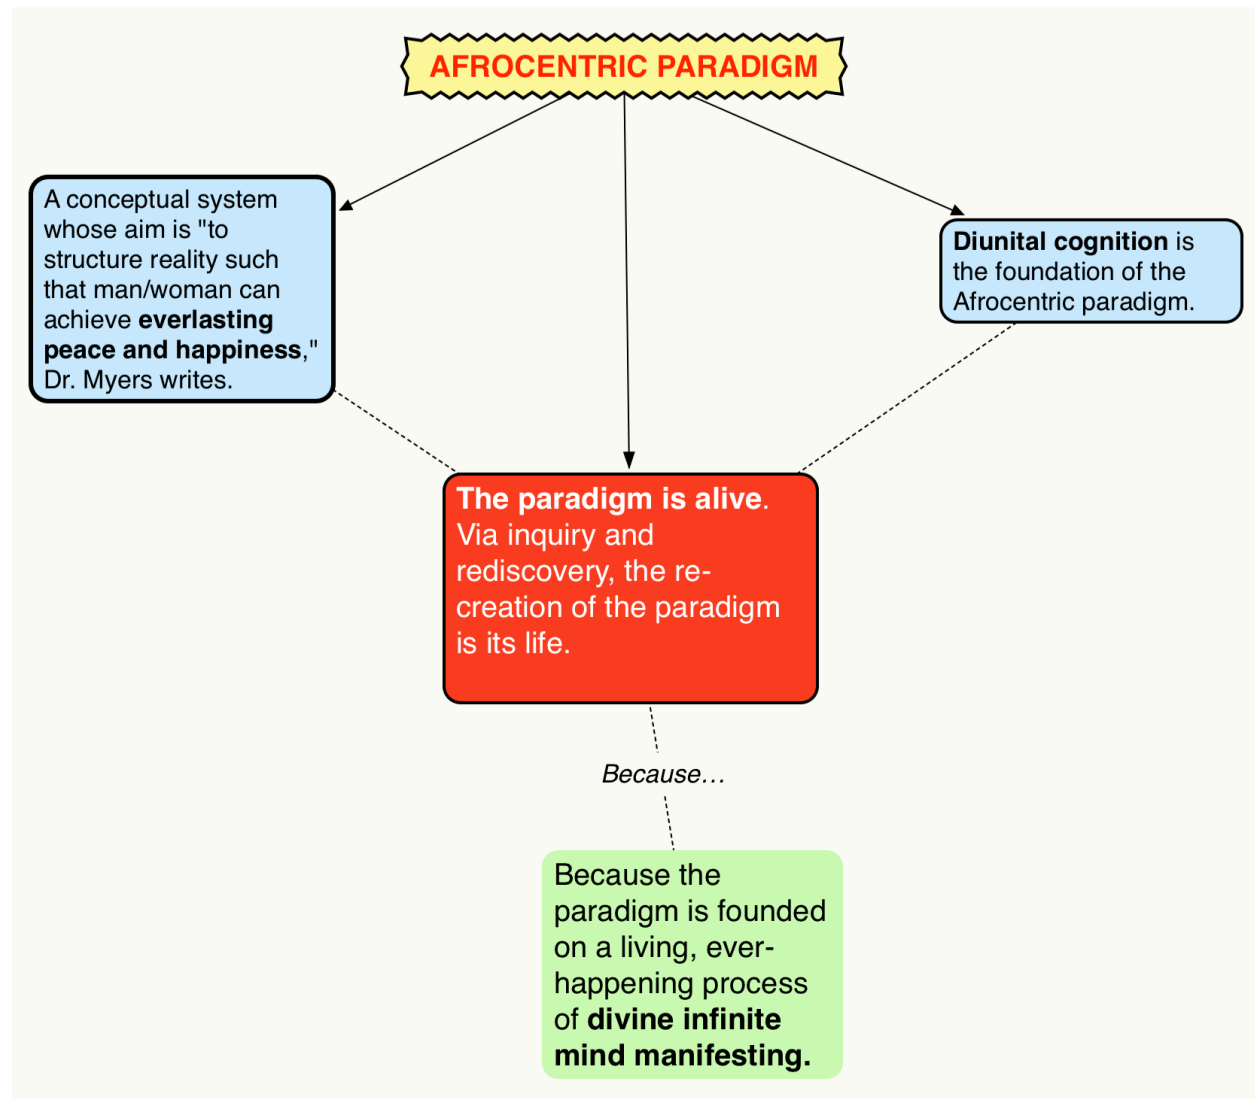 AFROCENTRIC PARADIGM
A conceptual system
whose aim is "to
structure reality such
that man/woman can
achieve everlasting
peace and happiness,"
Dr. Myers writes.
Diunital cognition is
the foundation of the
Afrocentric paradigm.
The paradigm is alive.
Via inquiry and
rediscovery, the re-
creation of the paradigm
is its life.
Because…
Because the
paradigm is founded
on a living, ever-
happening process
of divine infinite
mind manifesting.